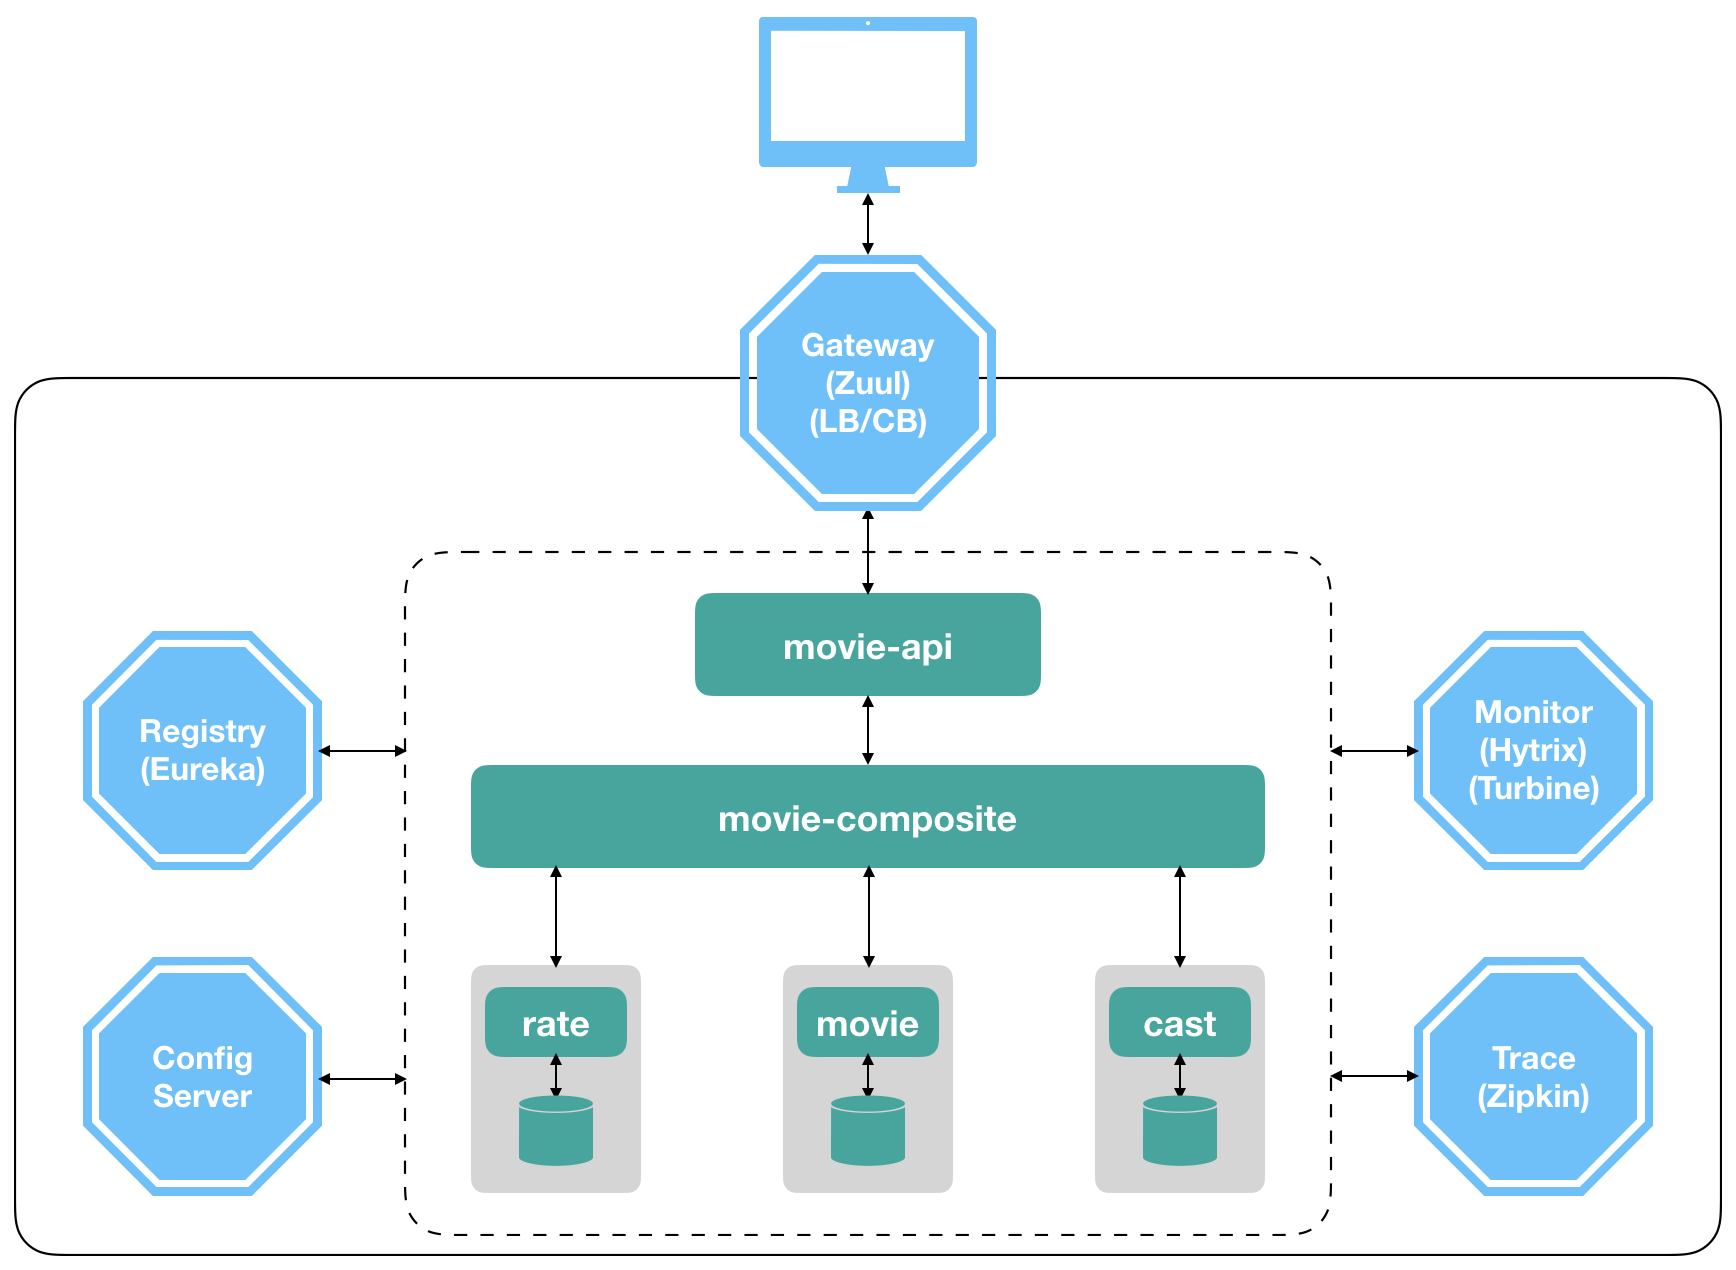 Gateway
(Zuul)
(LB/CB)
movie-api
Registry
(Eureka)
Monitor
(Hytrix)
(Turbine)
movie-composite
rate
movie
cast
Config
Server
Trace
(Zipkin)